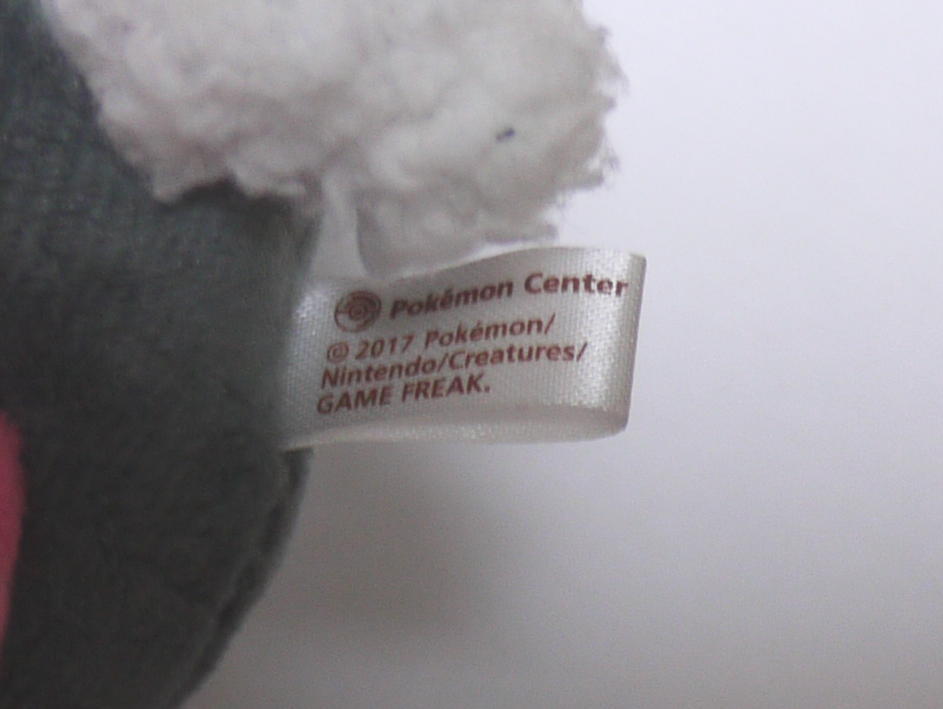 Pokémon Center
© 2017 Pokémon/
Nintendo/Creatures/
GAME FREAK.